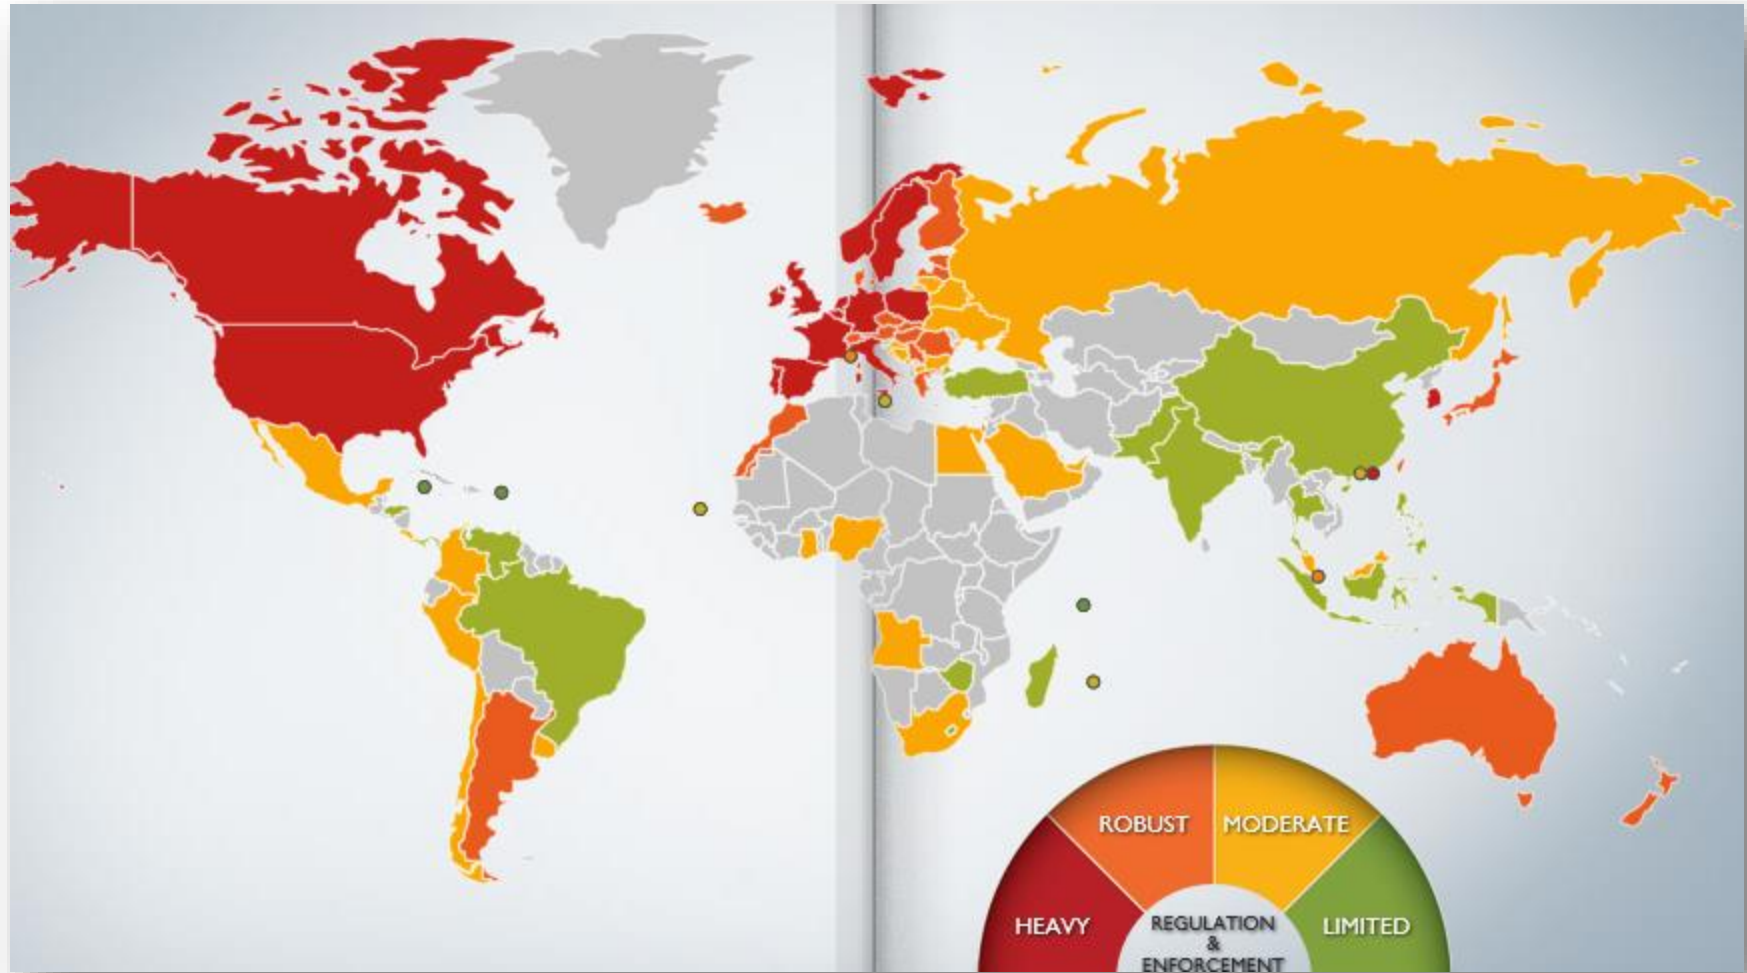 ROBUST
MODERATE
HEAVY
LIMITED
REGULATION
&
ENFORCEMENT